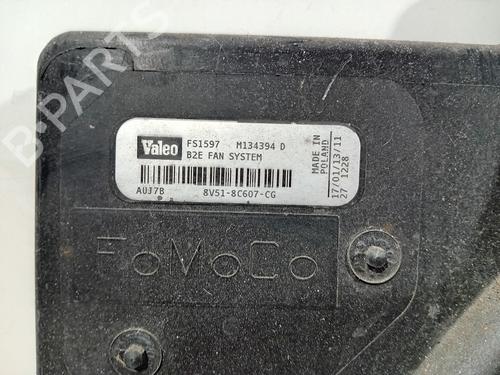 B-PARTS
Valeo FS1597 M134394 D
B2E FAN SYSTEM
AUJ7B 8V51-8C607-CG
MADE IN
POLAND
17/01/13/11
27 1228
FoMoCo